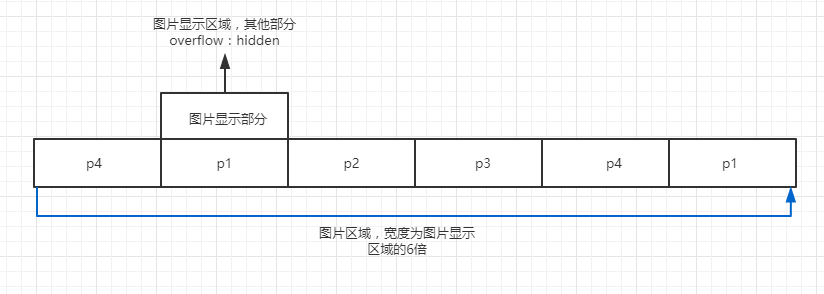 图片显示区域，其他部分
overflow：hidden
图片显示部分
p4
p1
p2
p3
p4
p1
图片区域，宽度为图片显示
区域的6倍